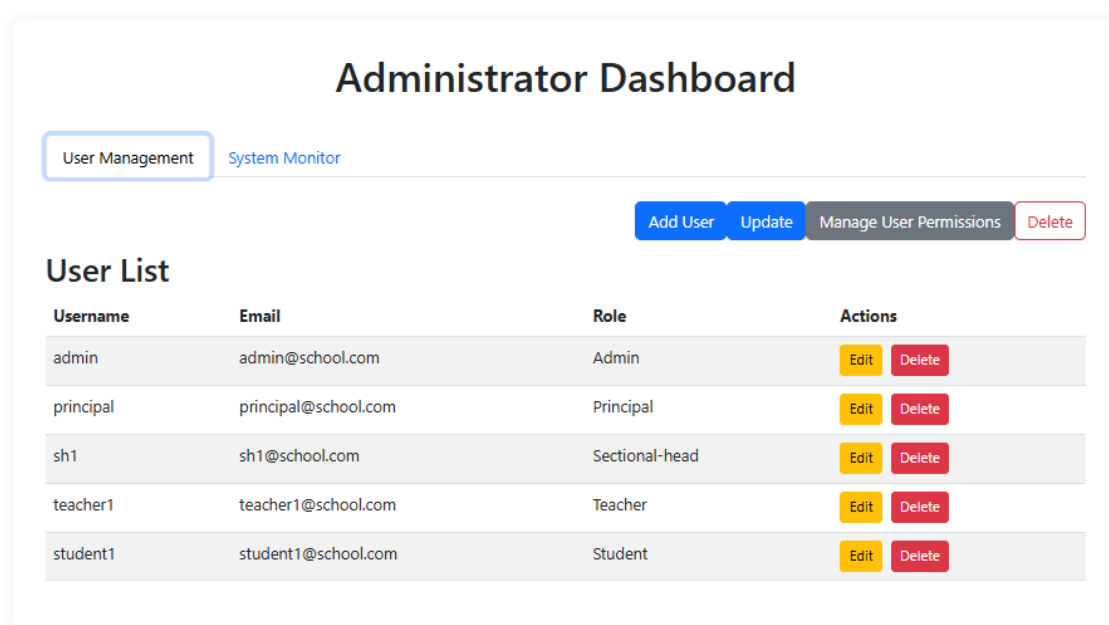 Administrator Dashboard
User Management System Monitor
Add User Update Manage User Permissions Delete
User List
Username Email Role Actions
admin admin@school.com Admin Edit Delete
principal principal@school.com Principal Edit Delete
sh1 sh1@school.com Sectional-head Edit Delete
teacher1 teacher1@school.com Teacher Edit Delete
student1 student1@school.com Student Edit Delete